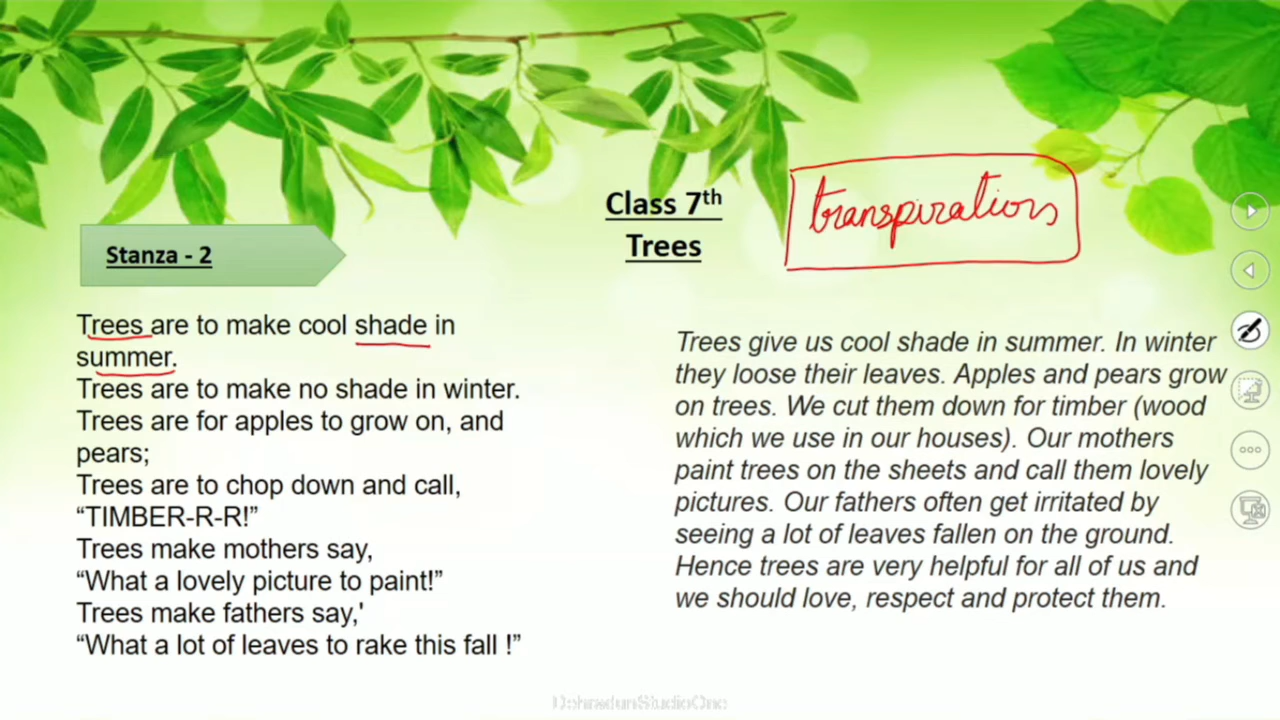 Class 7th
Trees
transpirations
Stanza - 2
Trees are to make cool shade in
summer.
Trees are to make no shade in winter.
Trees are for apples to grow on, and
pears;
Trees are to chop down and call,
“TIMBER-R-R!”
Trees make mothers say,
“What a lovely picture to paint!”
Trees make fathers say,'
“What a lot of leaves to rake this fall !”
Trees give us cool shade in summer. In winter
they loose their leaves. Apples and pears grow
on trees. We cut them down for timber (wood
which we use in our houses). Our mothers
paint trees on the sheets and call them lovely
pictures. Our fathers often get irritated by
seeing a lot of leaves fallen on the ground.
Hence trees are very helpful for all of us and
we should love, respect and protect them.
DehradunStudioOne